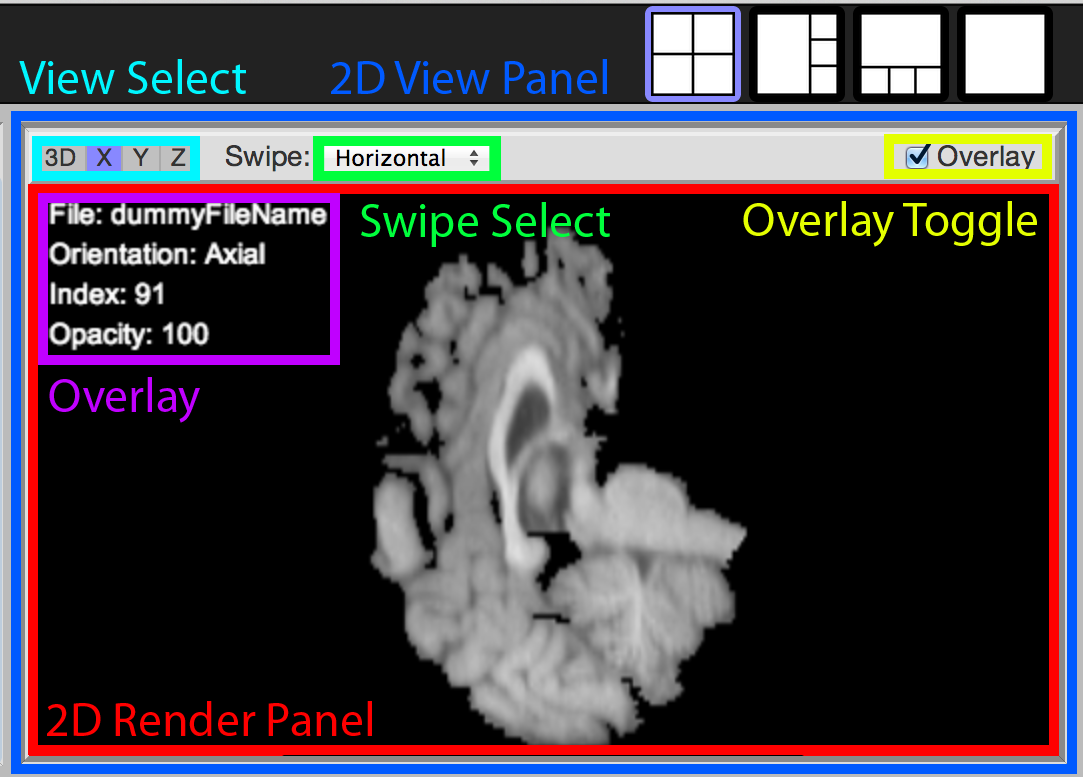 View Select
2D View Panel
3D X Y Z
Swipe:
Horizontal
Overlay
File: dummyFileName
Orientation: Axial
Index: 91
Opacity: 100
Swipe Select
Overlay Toggle
Overlay
2D Render Panel